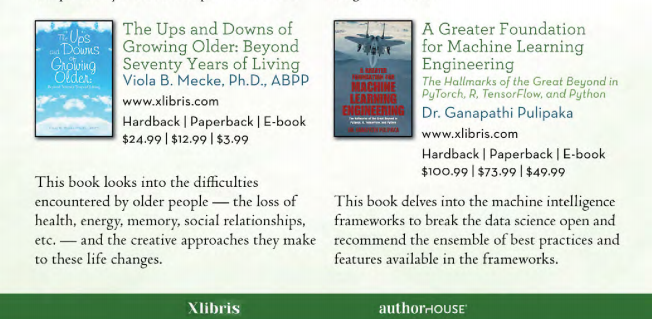 The Ups
and Downs
of
Growing
Older:
The Ups and Downs of
Growing Older: Beyond
Seventy Years of Living
Viola B. Mecke, Ph.D., ABPP
www.xlibris.com
Hardback | Paperback | E-book
$24.99 | $12.99 | $3.99
This book looks into the difficulties
encountered by older people — the loss of
health, energy, memory, social relationships,
etc. — and the creative approaches they make
to these life changes.
A GREATER
FOUNDATION FOR
MACHINE
LEARNING
ENGINEERING
DR. GANAPATHI PULIPAKA
A Greater Foundation
for Machine Learning
Engineering
The Hallmarks of the Great Beyond in
PyTorch, R, TensorFlow, and Python
Dr. Ganapathi Pulipaka
www.xlibris.com
Hardback | Paperback | E-book
$100.99 | $73.99 | $49.99
This book delves into the machine intelligence
frameworks to break the data science open and
recommend the ensemble of best practices and
features available in the frameworks.
Xlibris
authorHOUSE®